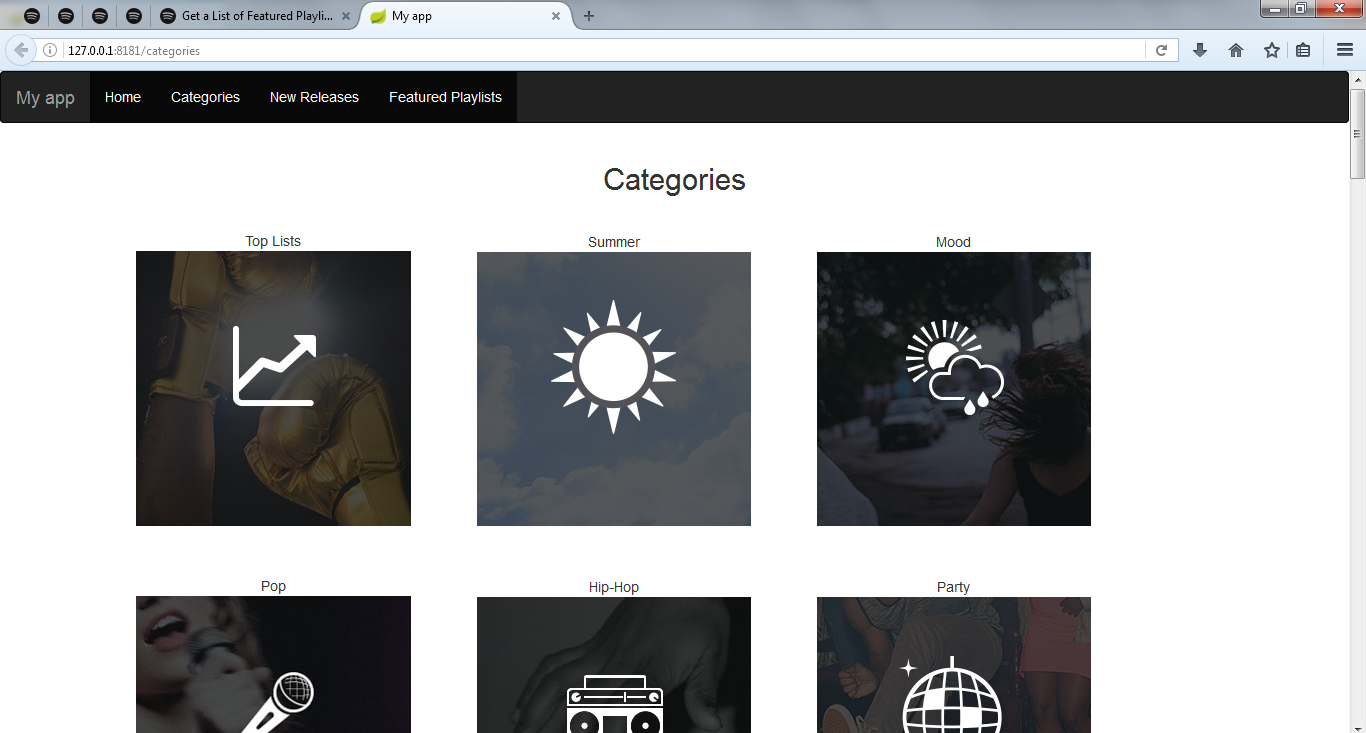 Get a List of Featured Playli...
My app
127.0.0.1:8181/categories
My app
Home
Categories
New Releases
Featured Playlists
Categories
Top Lists
Summer
Mood
Pop
Hip-Hop
Party